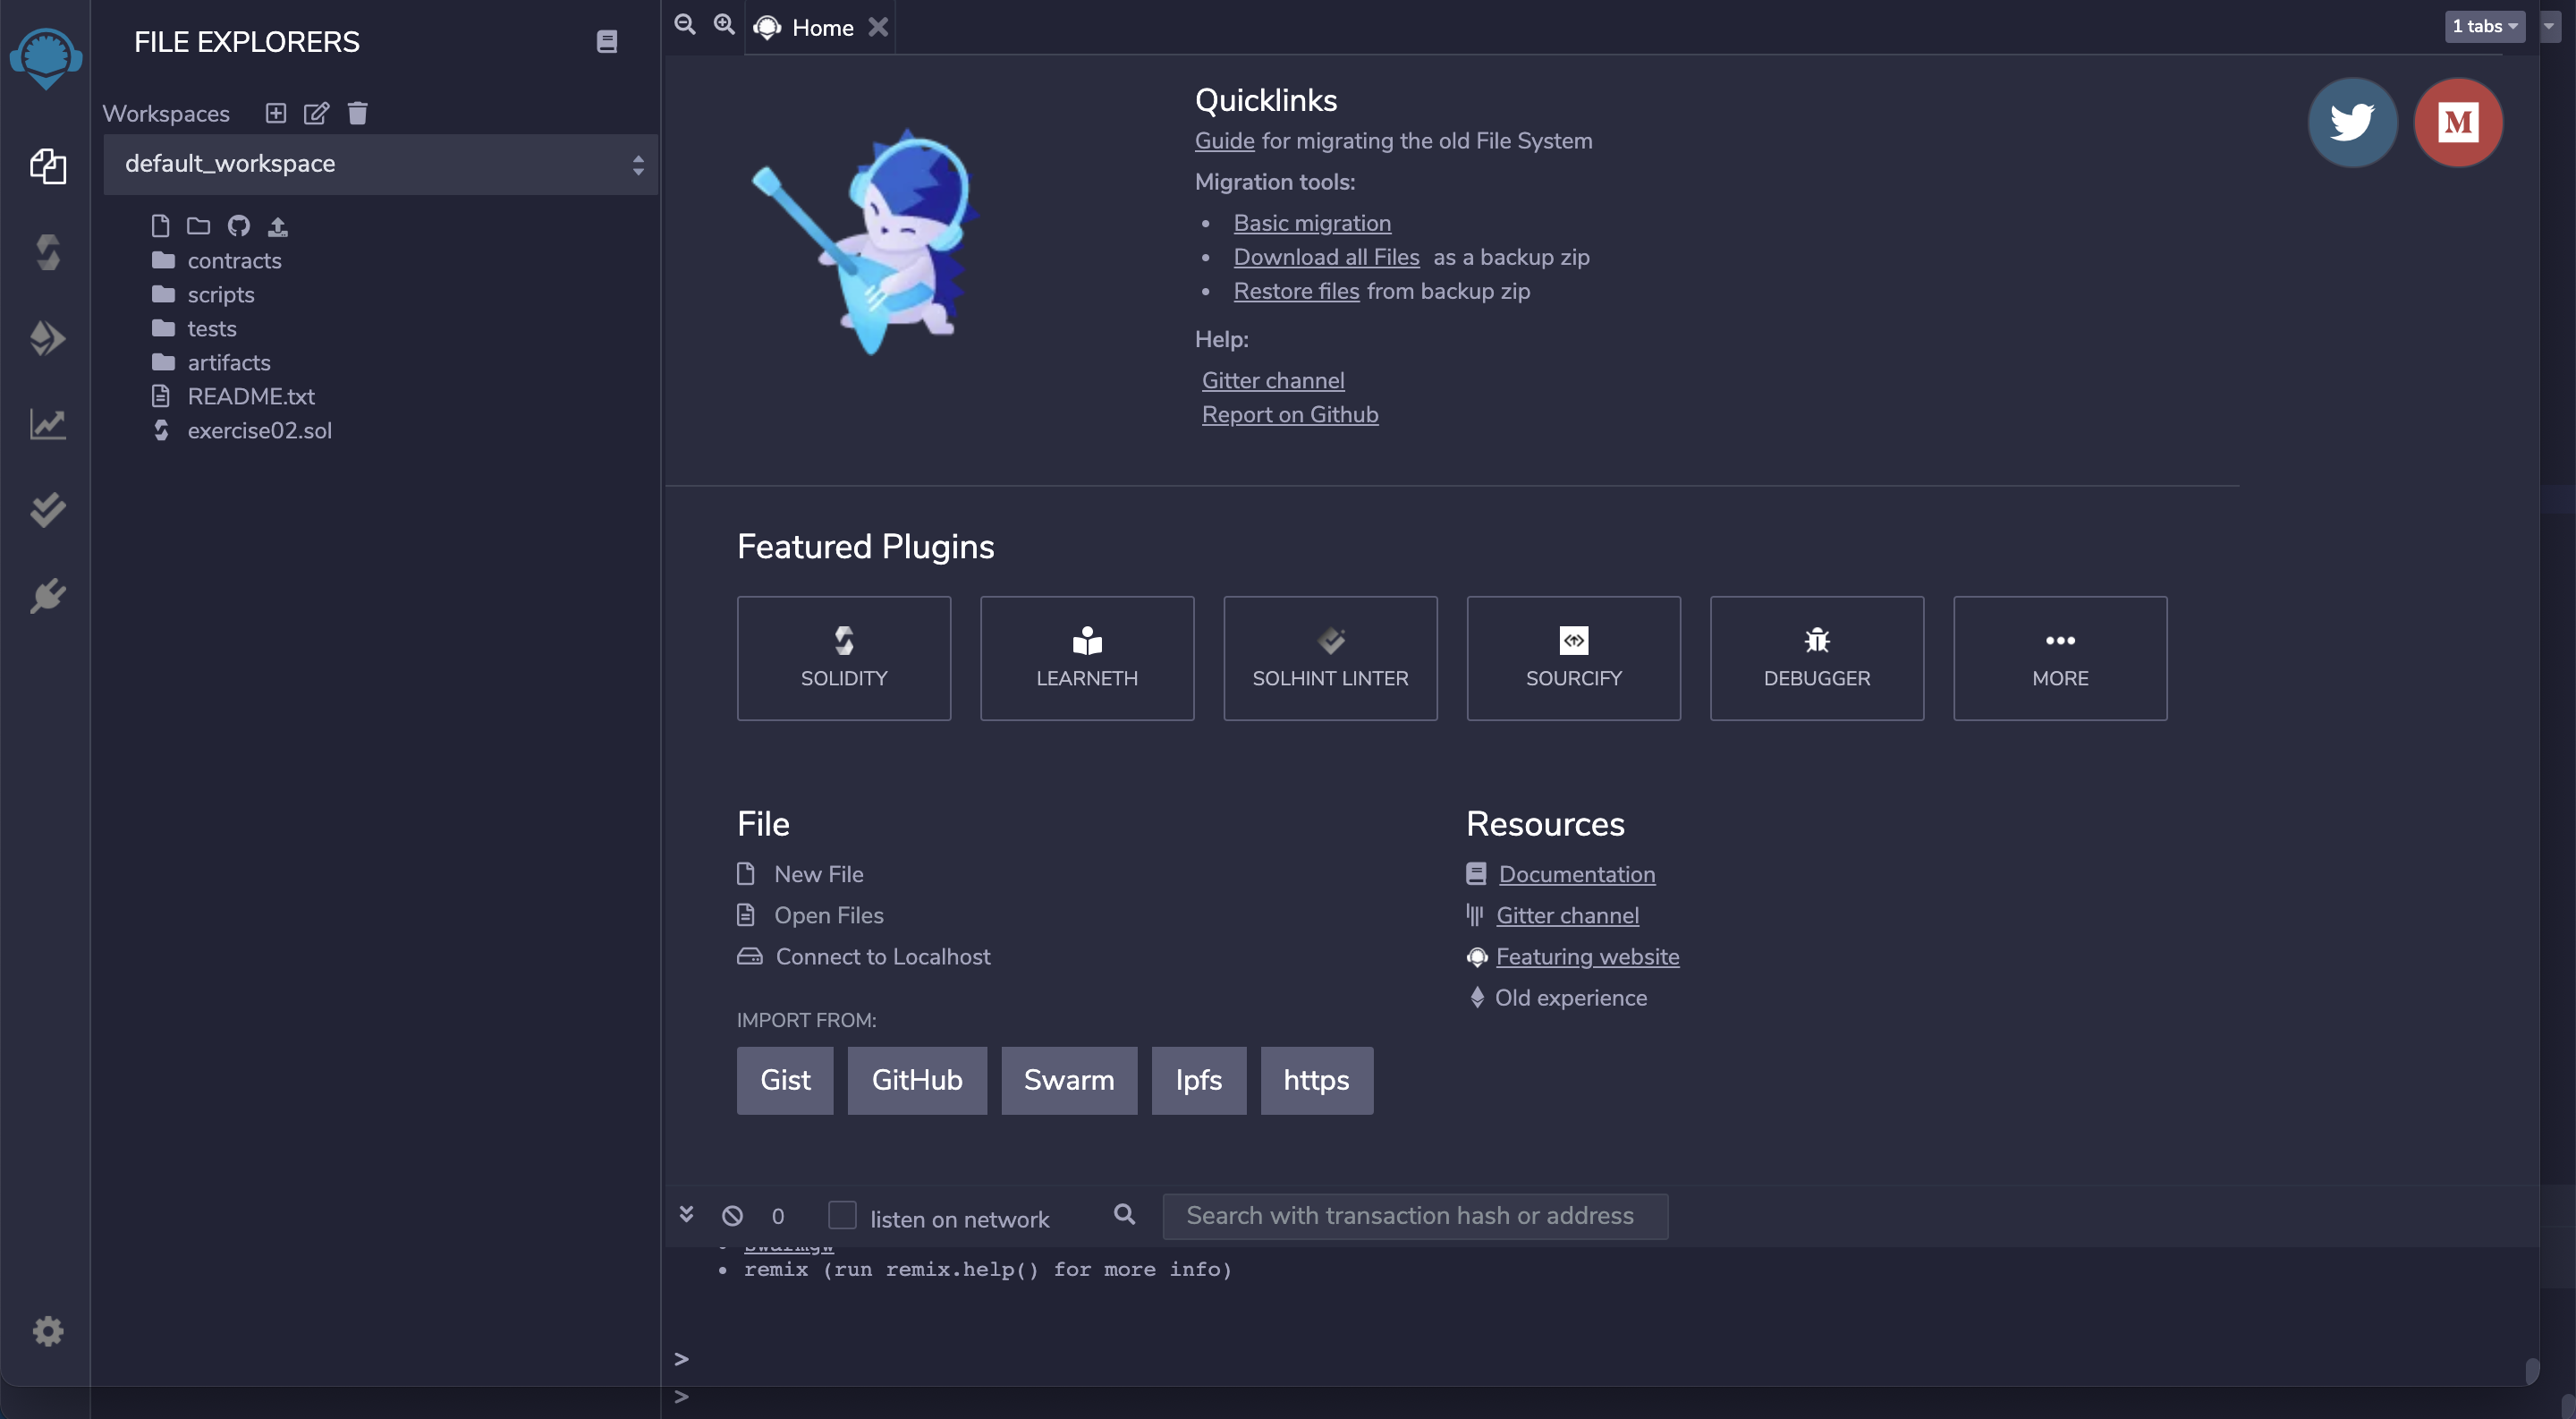 FILE EXPLORERS
Workspaces
default_workspace
contracts
scripts
tests
artifacts
README.txt
exercise02.sol
Home
1 tabs
Quicklinks
Guide for migrating the old File System
Migration tools:
Basic migration
Download all Files as a backup zip
Restore files from backup zip
Help:
Gitter channel
Report on Github
M
Featured Plugins
SOLIDITY
LEARNETH
SOLHINT LINTER
SOURCIFY
DEBUGGER
MORE
File
New File
Open Files
Connect to Localhost
IMPORT FROM:
Gist
GitHub
Swarm
Ipfs
https
Resources
Documentation
Gitter channel
Featuring website
Old experience
0
listen on network
Search with transaction hash or address
swarmgw
remix (run remix.help() for more info)
>
>